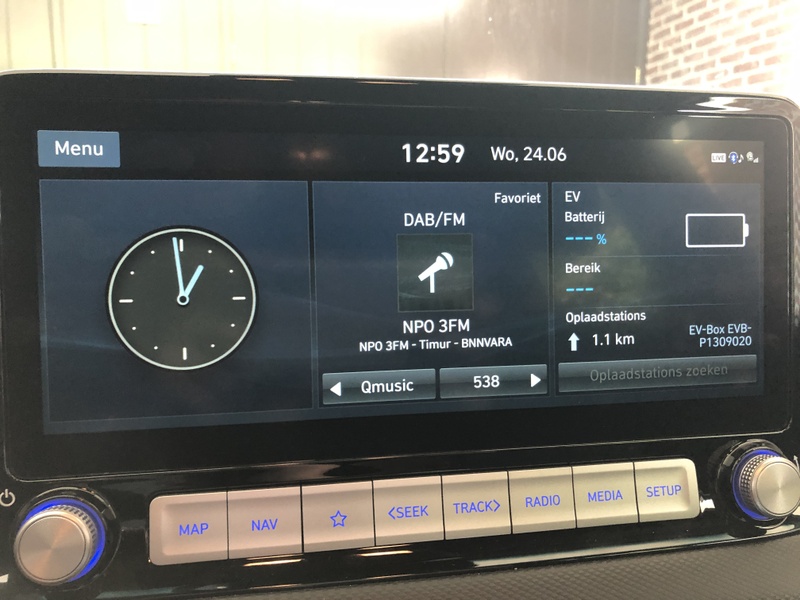 Menu
12:59 Wo, 24.06
LIVE
Favoriet
DAB/FM
NPO 3FM
NPO 3FM - Timur - BNNVARA
Qmusic
538
EV
Batterij
--- %
Bereik
---
Oplaadstations
1.1 km
EV-Box EVB-
P1309020
Oplaadstations zoeken
MAP
NAV
<SEEK
TRACK>
RADIO
MEDIA
SETUP